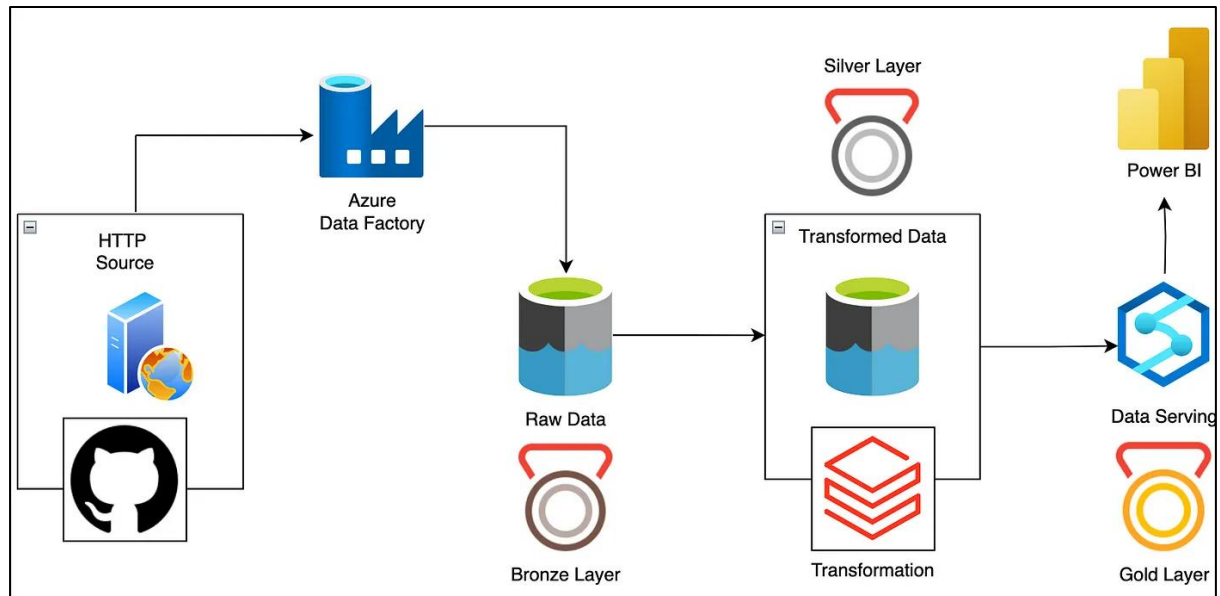 HTTP
Source
Azure
Data Factory
Raw Data
Bronze Layer
Silver Layer
Transformed Data
Transformation
Power BI
Data Serving
Gold Layer